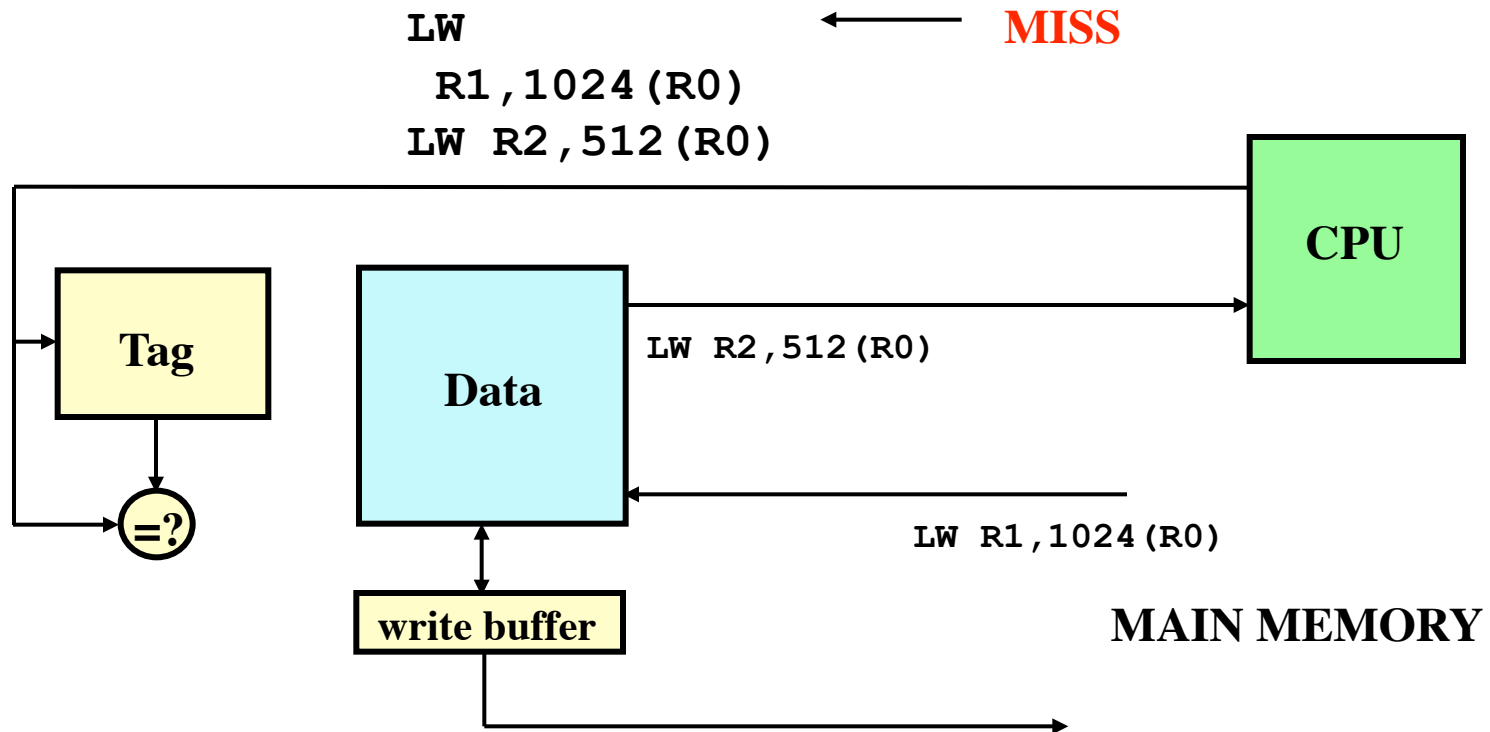 LW
MISS
R1,1024(R0)
LW R2,512(R0)
CPU
Tag
LW R2,512(R0)
Data
=?
LW R1,1024(R0)
write buffer
MAIN MEMORY